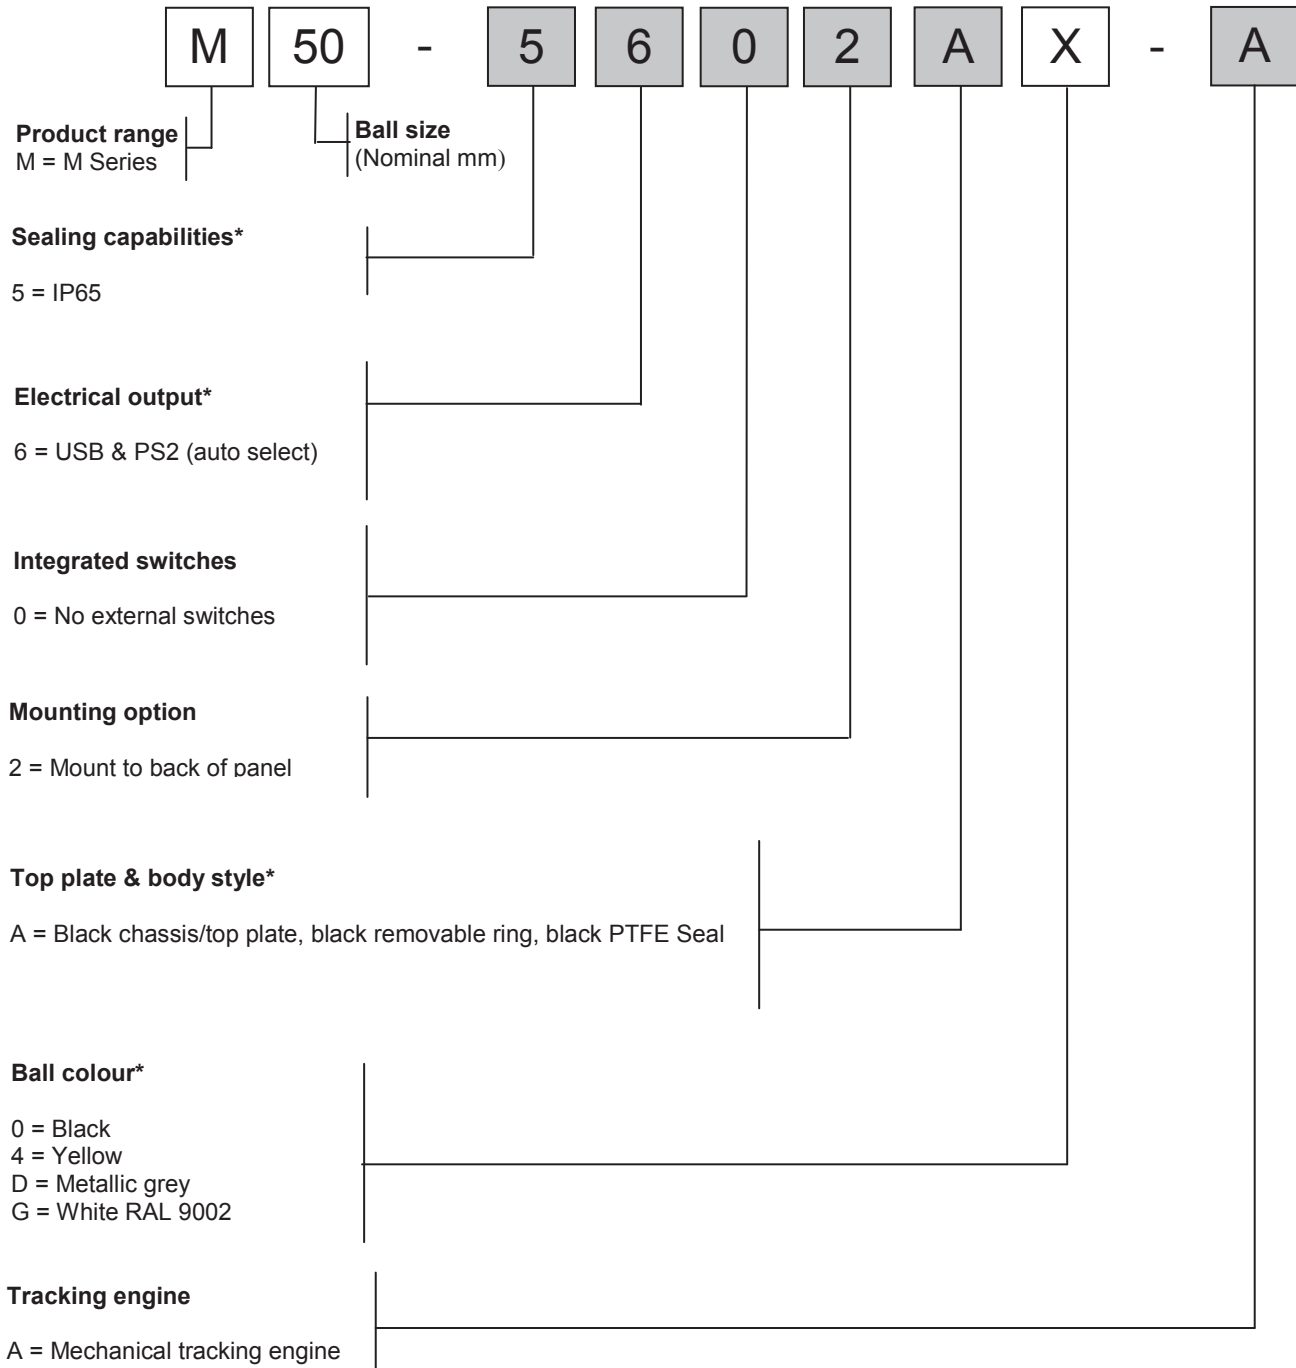 M 50 - 5 6 0 2 A X - A
Product range
M = M Series
Ball size
(Nominal mm)
Sealing capabilities*
5 = IP65
Electrical output*
6 = USB & PS2 (auto select)
Integrated switches
0 = No external switches
Mounting option
2 = Mount to back of panel
Top plate & body style*
A = Black chassis/top plate, black removable ring, black PTFE Seal
Ball colour*
0 = Black
4 = Yellow
D = Metallic grey
G = White RAL 9002
Tracking engine
A = Mechanical tracking engine